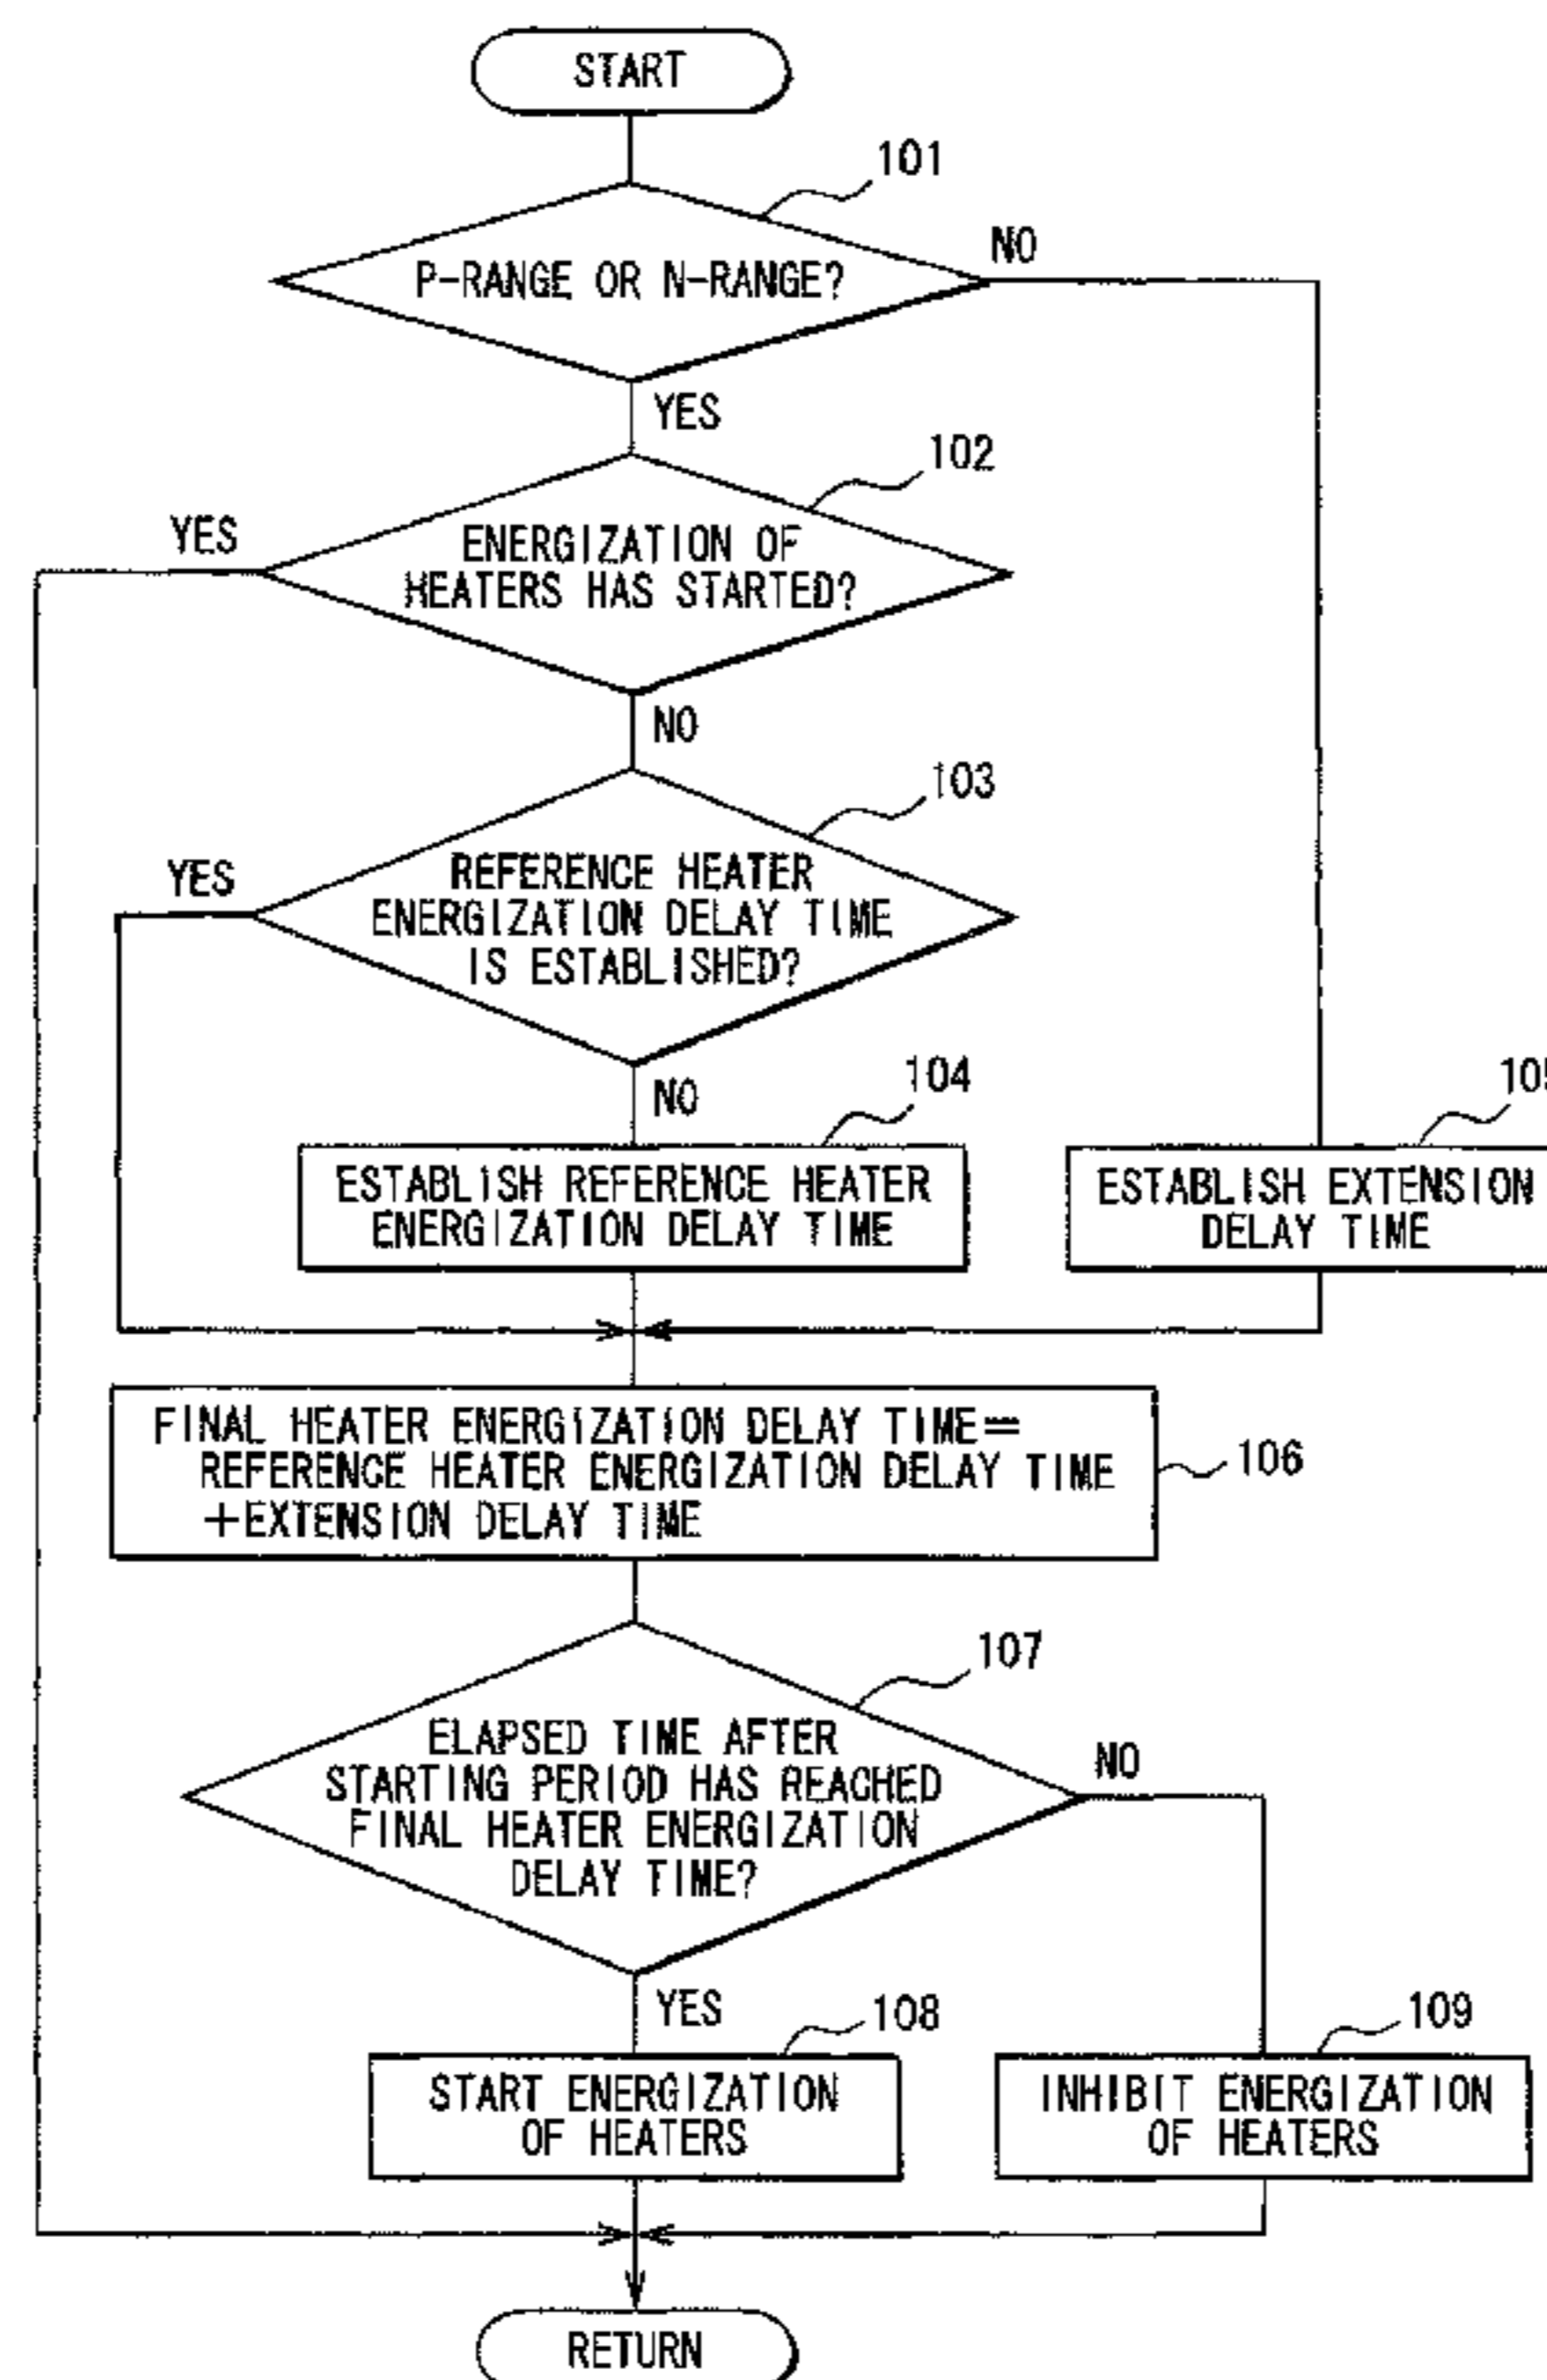 START
101
P-RANGE OR N-RANGE?
NO
YES
102
YES
ENERGIZATION OF
HEATERS HAS STARTED?
NO
103
YES
REFERENCE HEATER
ENERGIZATION DELAY TIME
IS ESTABLISHED?
NO
104
ESTABLISH REFERENCE HEATER
ENERGIZATION DELAY TIME
105
ESTABLISH EXTENSION
DELAY TIME
FINAL HEATER ENERGIZATION DELAY TIME=
REFERENCE HEATER ENERGIZATION DELAY TIME
+EXTENSION DELAY TIME
106
107
ELAPSED TIME AFTER
STARTING PERIOD HAS REACHED
FINAL HEATER ENERGIZATION
DELAY TIME?
NO
YES
108
START ENERGIZATION
OF HEATERS
109
INHIBIT ENERGIZATION
OF HEATERS
RETURN